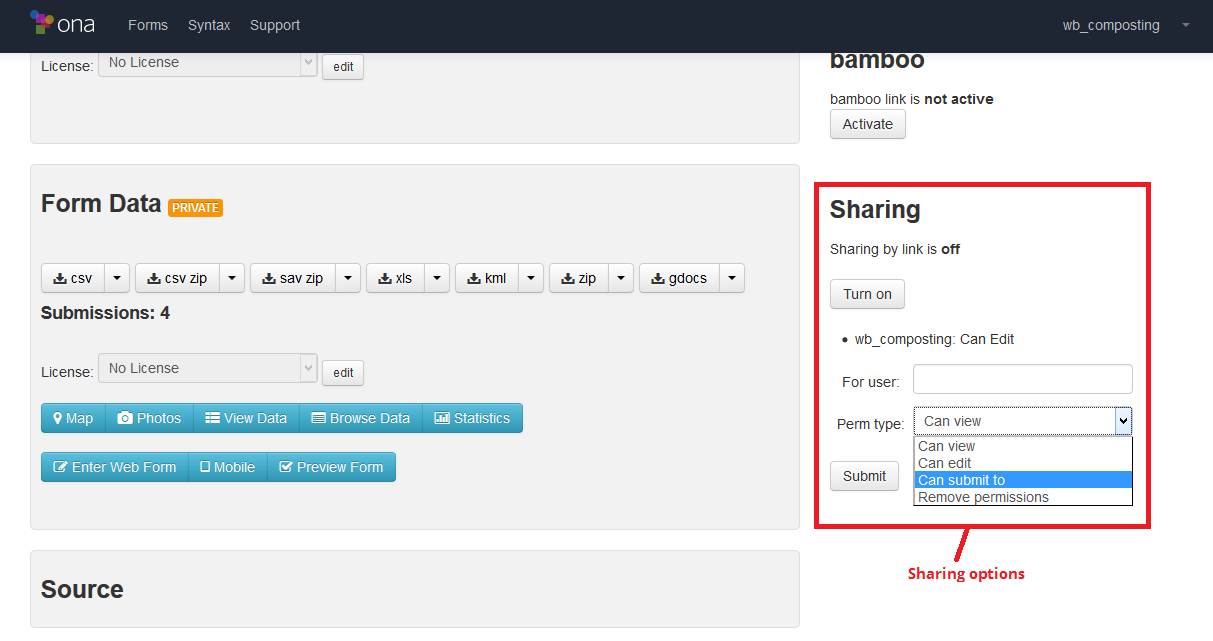 ona Forms Syntax Support wb_composting
License: No License edit
bamboo
bamboo link is not active
Activate
Form Data PRIVATE
csv csv zip sav zip xls kml zip gdocs
Submissions: 4
License: No License edit
Map Photos View Data Browse Data Statistics
Enter Web Form Mobile Preview Form
Source
Sharing
Sharing by link is off
Turn on
• wb_composting: Can Edit
For user:
Perm type: Can view
Can view
Can edit
Can submit to
Remove permissions
Submit
Sharing options